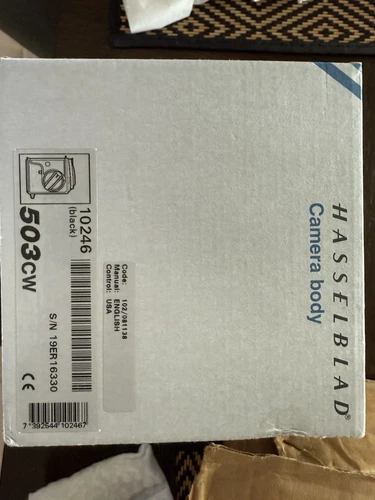 HASSELBLAD®
Camera body
Code: 102/081138
Manual: ENGLISH
Control: USA
10246
(black)
503CW
S/N 19ER16330
CE
7 392544 102467